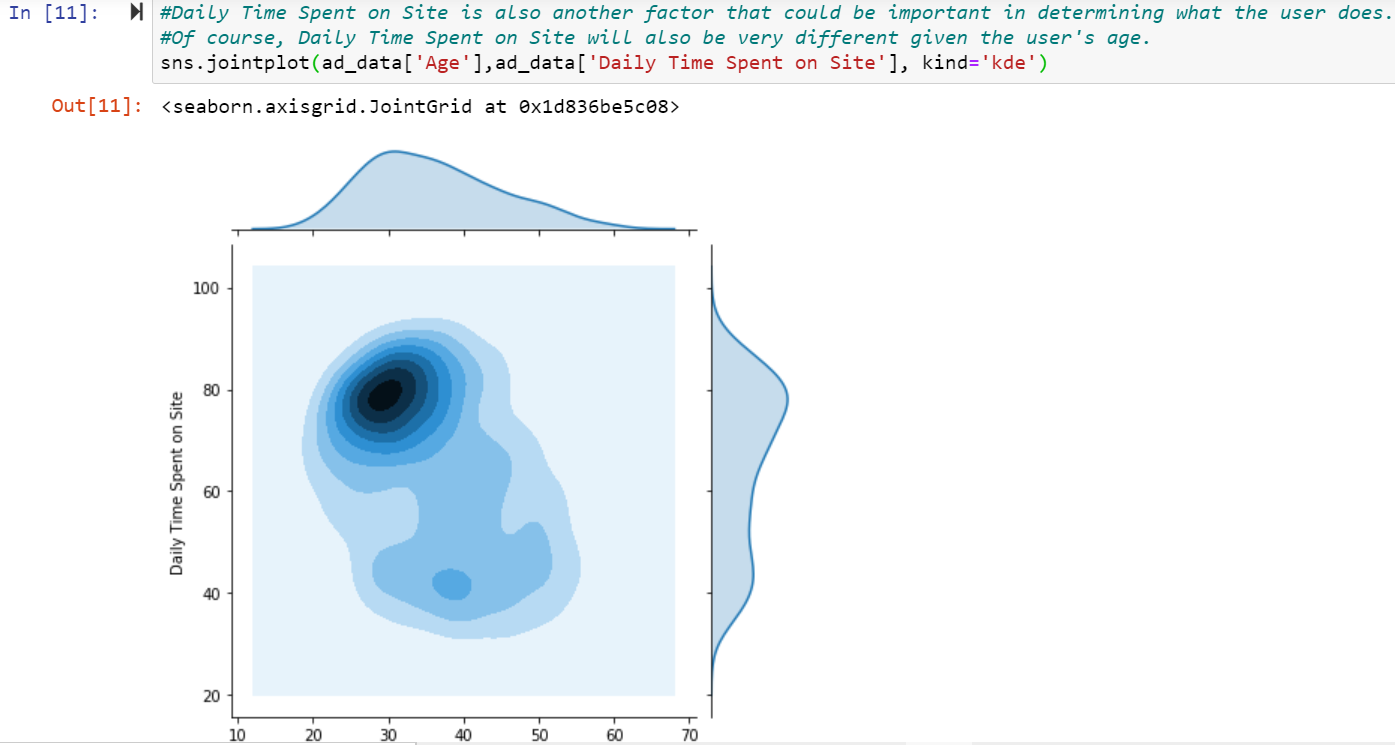 In [11]:
#Daily Time Spent on Site is also another factor that could be important in determining what the user does.
#Of course, Daily Time Spent on Site will also be very different given the user's age.
sns.jointplot(ad_data['Age'],ad_data['Daily Time Spent on Site'], kind='kde')
Out[11]: <seaborn.axisgrid.JointGrid at 0x1d836be5c08>
100
80
60
40
20
Daily Time Spent on Site
10 20 30 40 50 60 70